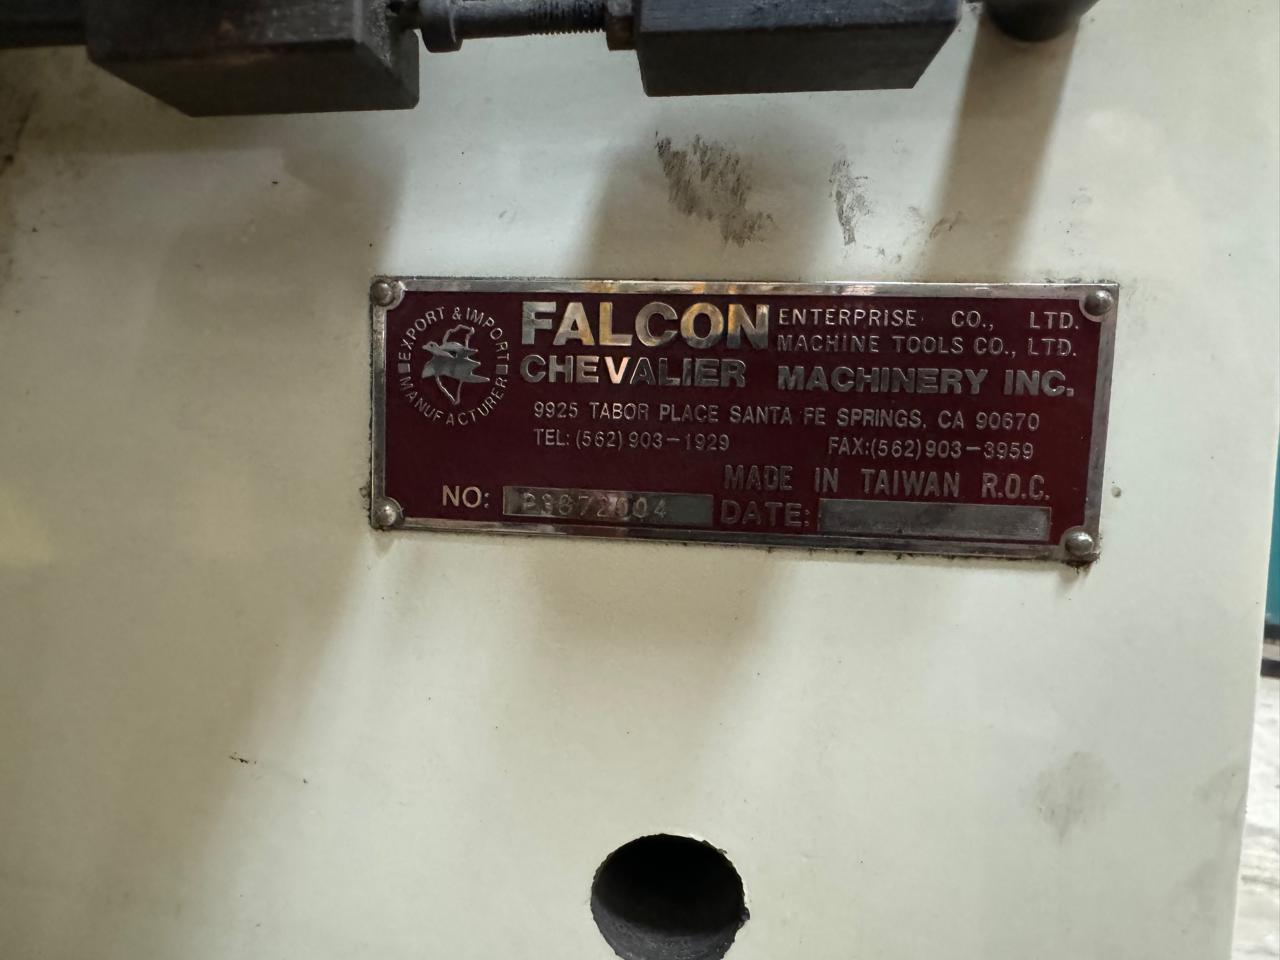 EXPORT & IMPORT
MANUFACTURER
FALCON ENTERPRISE CO., LTD.
MACHINE TOOLS CO., LTD.
CHEVALIER MACHINERY INC.
9925 TABOR PLACE SANTA FE SPRINGS, CA 90670
TEL: (562) 903-1929 FAX:(562) 903-3959
MADE IN TAIWAN R.O.C.
NO: DATE: